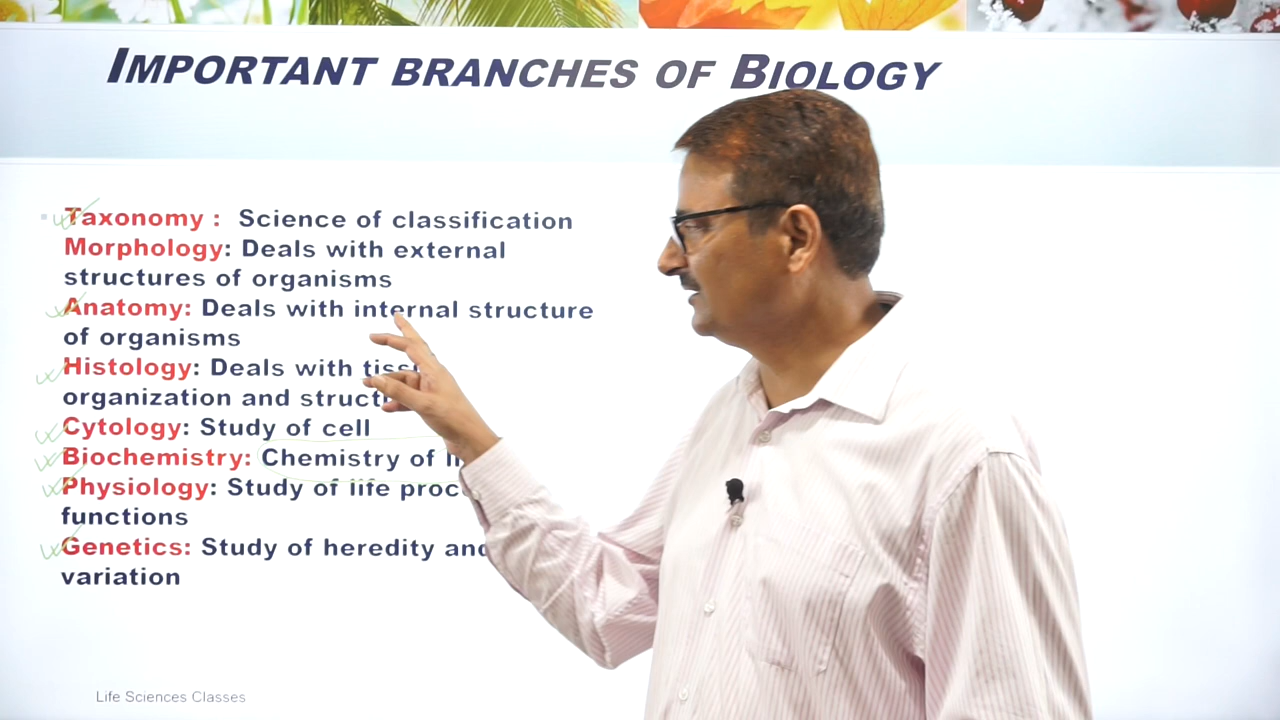 IMPORTANT BRANCHES OF BIOLOGY
Taxonomy : Science of classification
Morphology: Deals with external
structures of organisms
Anatomy: Deals with internal structure
of organisms
Histology: Deals with
organization and
Cytology: Study of cell
Biochemistry: Chemistry of
Physiology: Study of life
functions
Genetics: Study of heredity and
variation
Life Sciences Classes